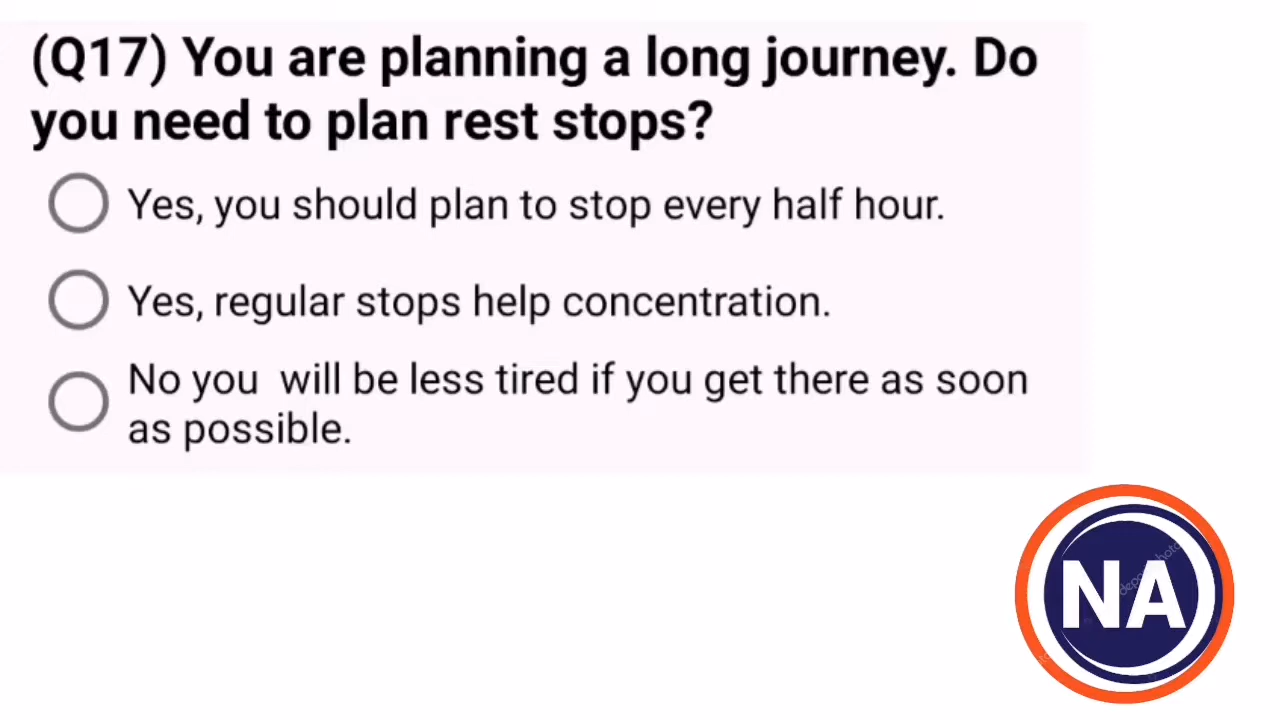 (Q17) You are planning a long journey. Do
you need to plan rest stops?
Yes, you should plan to stop every half hour.
Yes, regular stops help concentration.
No you  will be less tired if you get there as soon
as possible.
NA